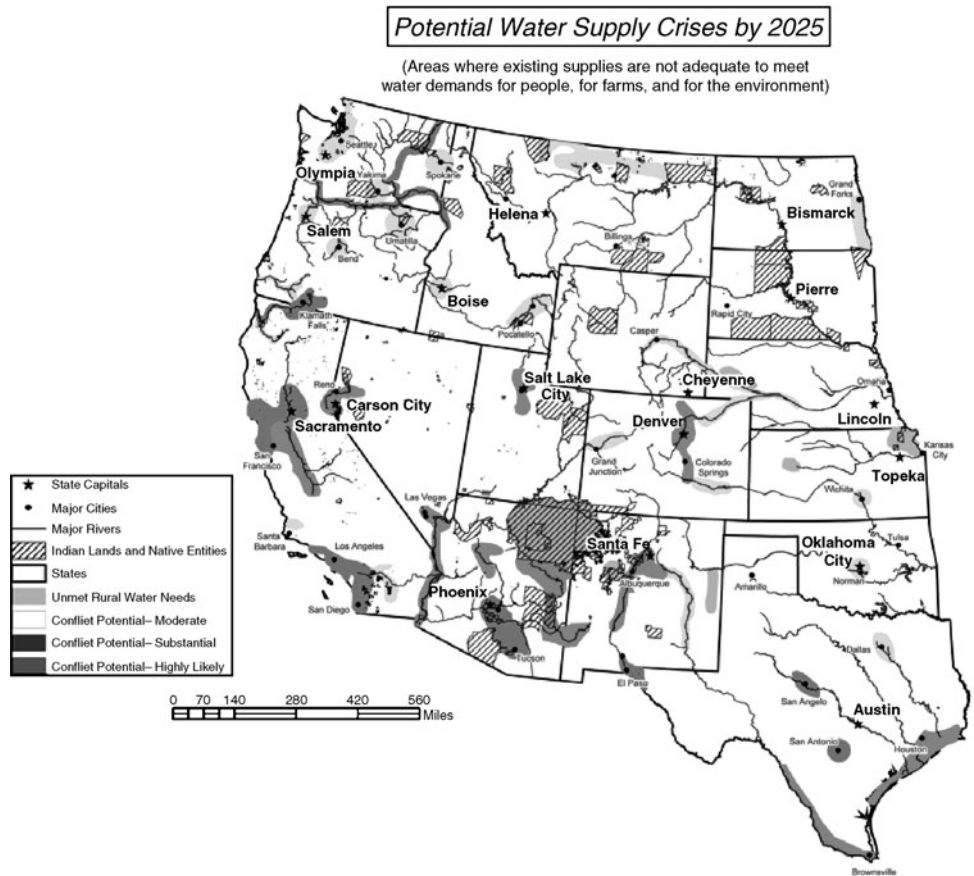 Potential Water Supply Crises by 2025
(Areas where existing supplies are not adequate to meet
water demands for people, for farms, and for the environment)
Seattle
Olympia
Yakima
Spokane
Salem
Umatilla
Bend
Helena
Billings
Grand
Forks
Bismarck
Pierre
Rapid City
Boise
Pocatello
Klamath
Falls
Casper
Cheyenne
Omaha
Lincoln
Reno
Carson City
Sacramento
San
Francisco
Salt Lake
City
Denver
Grand
Junction
Colorado
Springs
Kansas
City
Topeka
Wichita
Las Vegas
Santa
Barbara
Los Angeles
San Diego
Phoenix
Tucson
Santa Fe
Albuquerque
El Paso
Amarillo
Oklahoma
City
Tulsa
Norman
Dallas
San Angelo
Austin
San Antonio
Houston
Brownsville
State Capitals
Major Cities
Major Rivers
Indian Lands and Native Entities
States
Unmet Rural Water Needs
Confliet Potential– Moderate
Confliet Potential– Substantial
Confliet Potential– Highly Likely
0 70 140 280 420 560
Miles